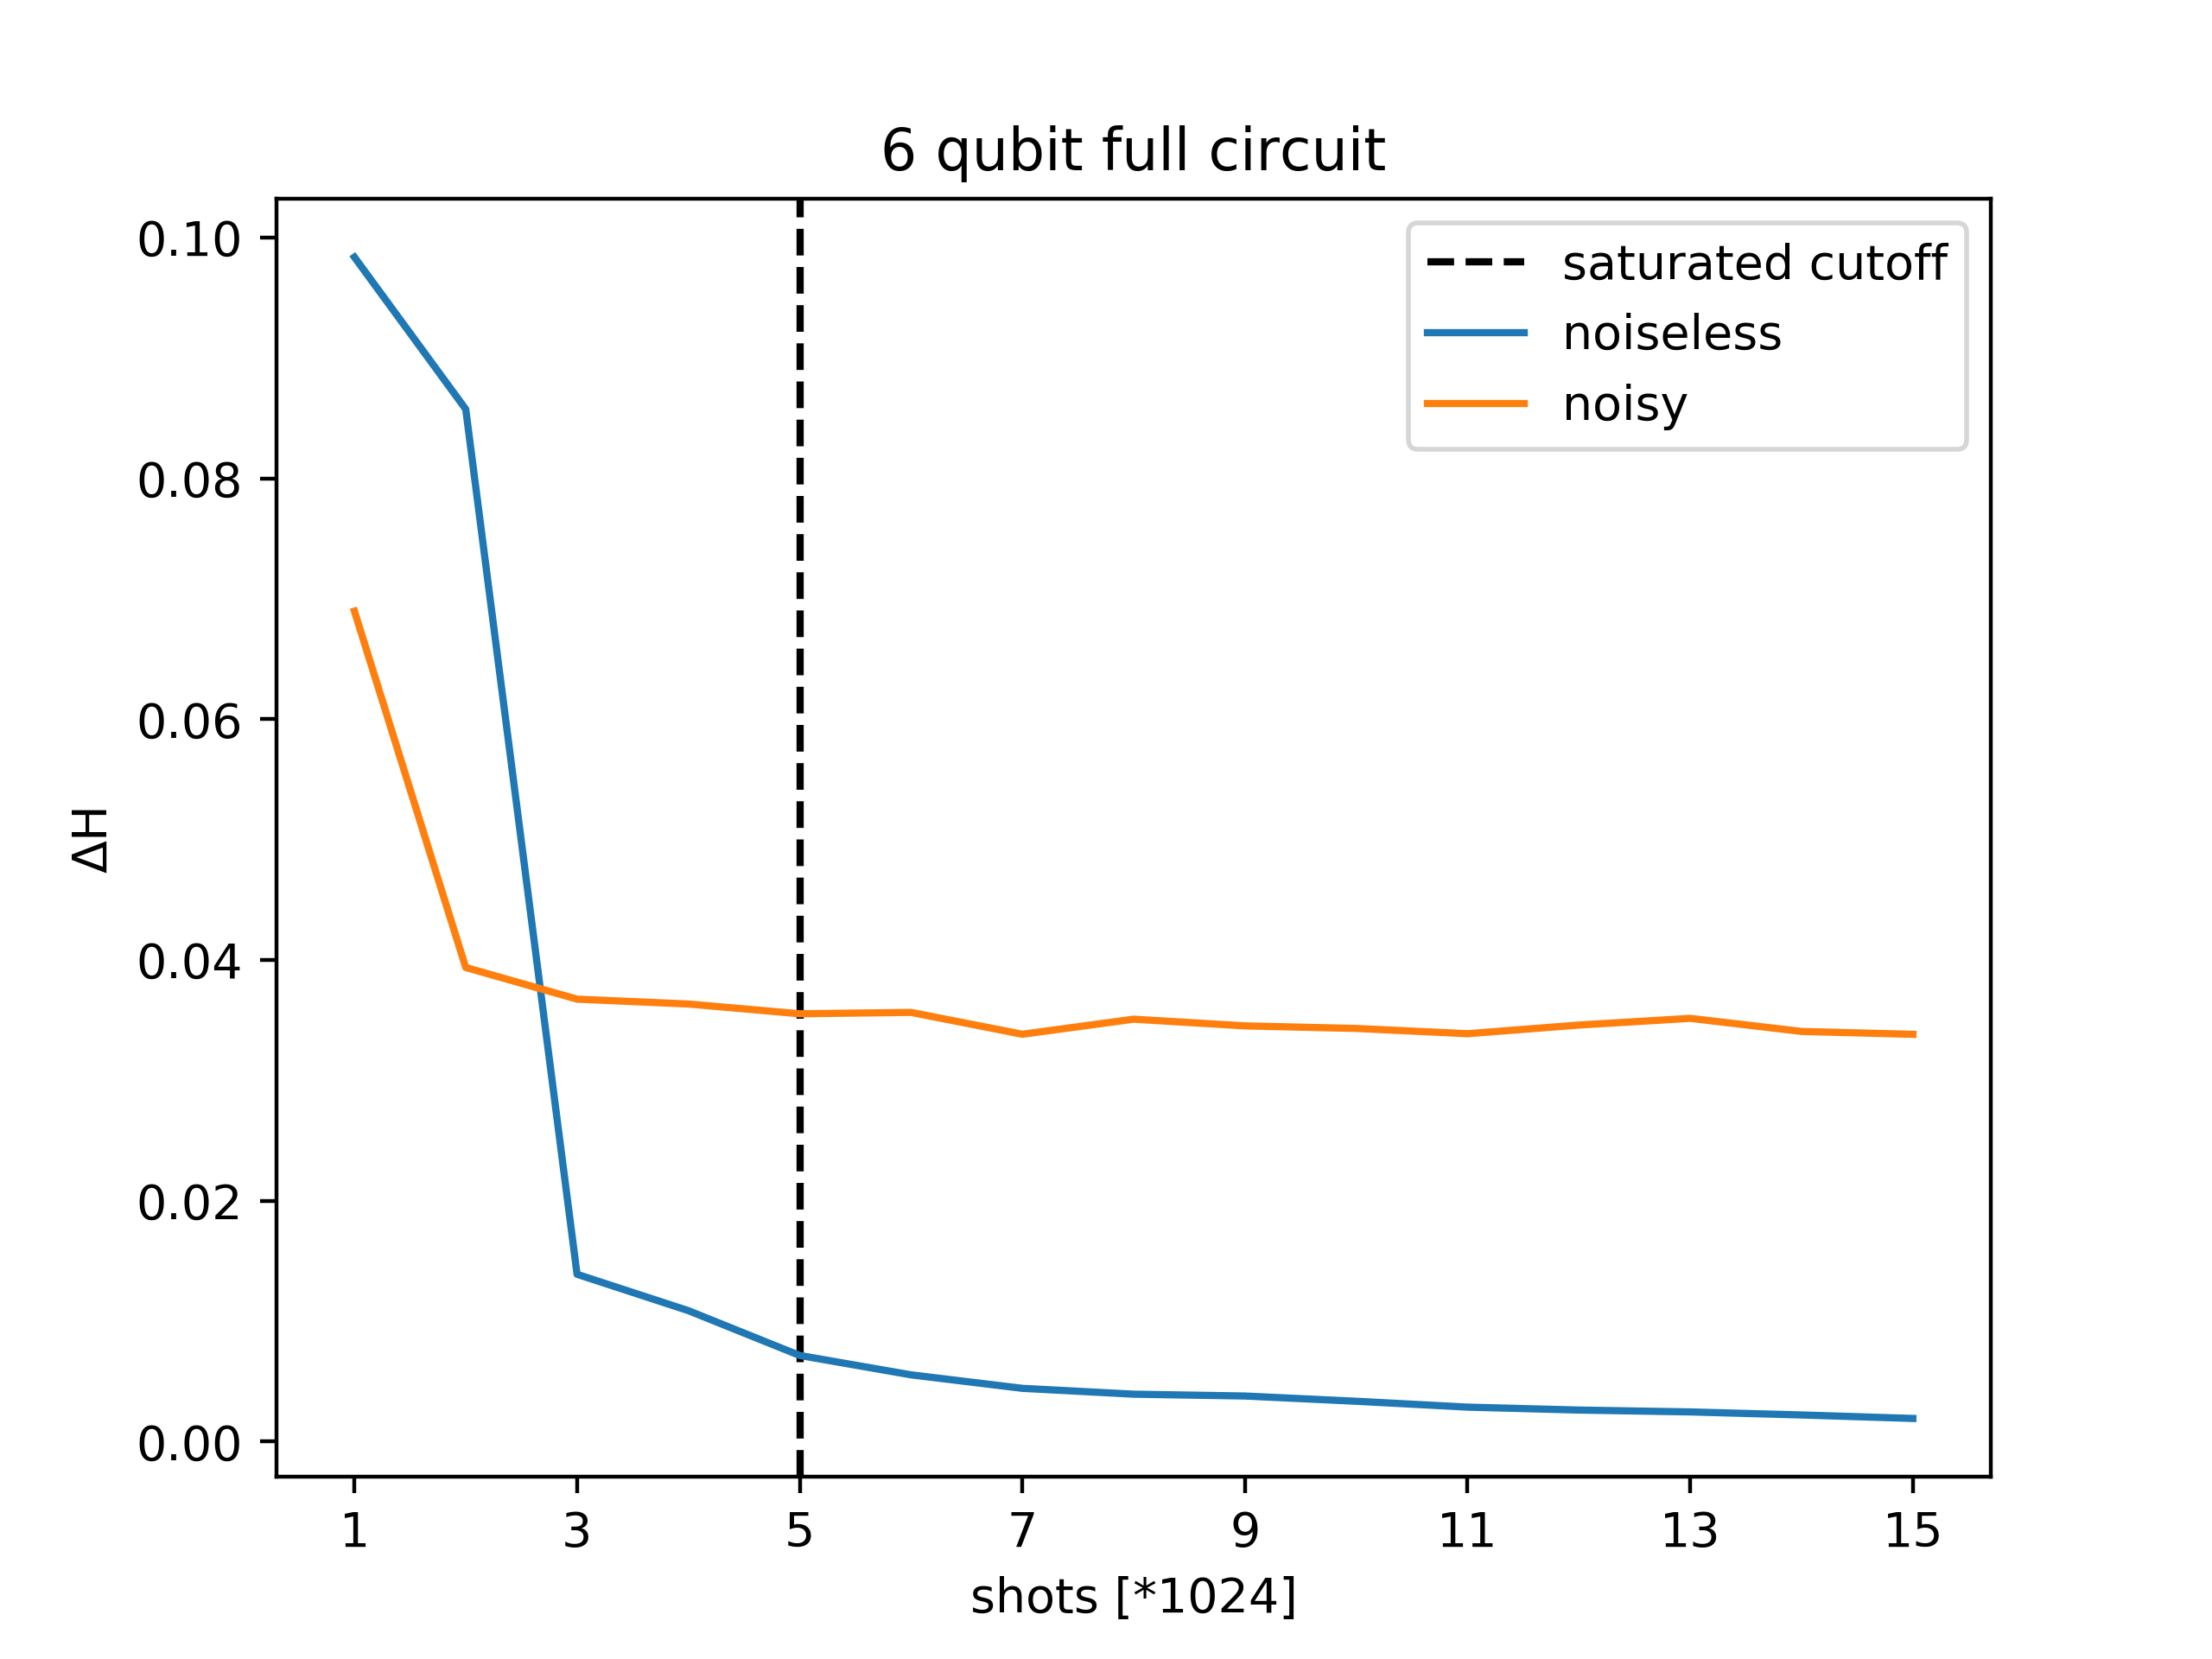 6 qubit full circuit
0.10
0.08
0.06
0.04
0.02
0.00
ΔH
saturated cutoff
noiseless
noisy
1 3 5 7 9 11 13 15
shots [*1024]